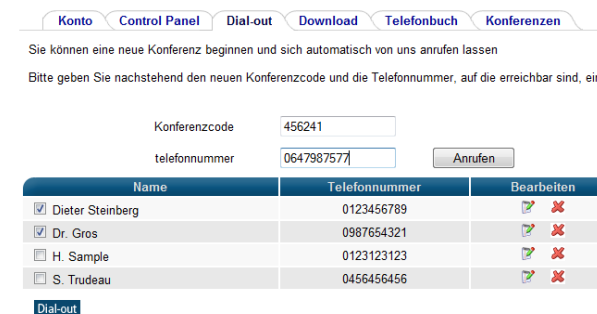 Konto Control Panel Dial-out Download Telefonbuch Konferenzen
Sie können eine neue Konferenz beginnen und sich automatisch von uns anrufen lassen
Bitte geben Sie nachstehend den neuen Konferenzcode und die Telefonnummer, auf die erreichbar sind, ei
Konferenzcode 456241
telefonnummer 0647987577 Anrufen
Name Telefonnummer Bearbeiten
Dieter Steinberg 0123456789
Dr. Gros 0987654321
H. Sample 0123123123
S. Trudeau 0456456456
Dial-out